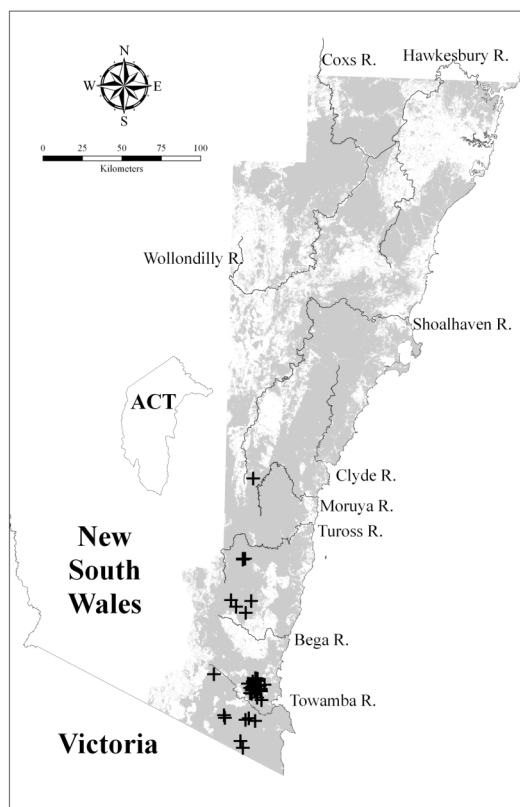 Coxs R.
Hawkesbury R.
N
W
E
S
0 25 50 75 100
Kilometers
Wollondilly R.
Shoalhaven R.
ACT
Clyde R.
Moruya R.
Tuross R.
New
South
Wales
Bega R.
Towamba R.
Victoria